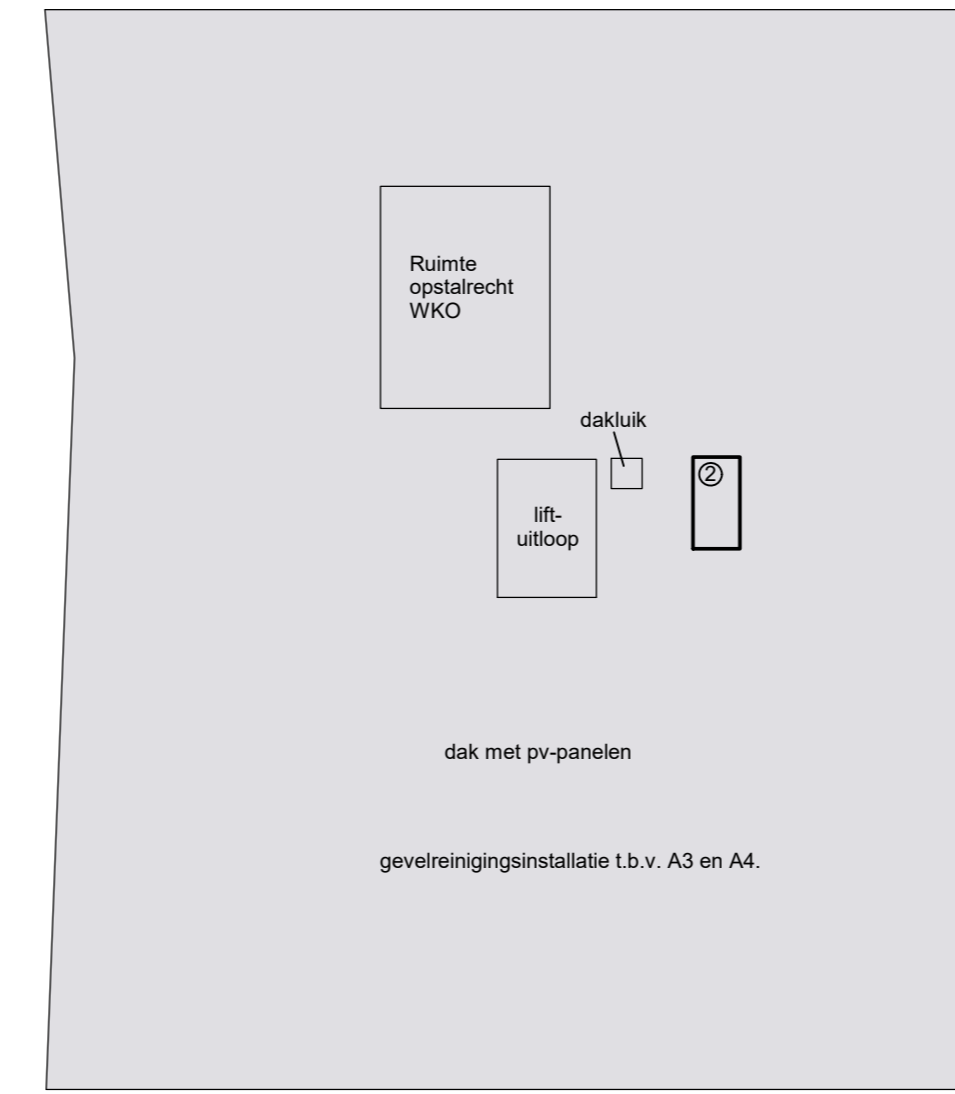 Ruimte
opstalrecht
WKO
dakluik
②
lift-
uitloop
dak met pv-panelen
gevelreinigingsinstallatie t.b.v. A3 en A4.